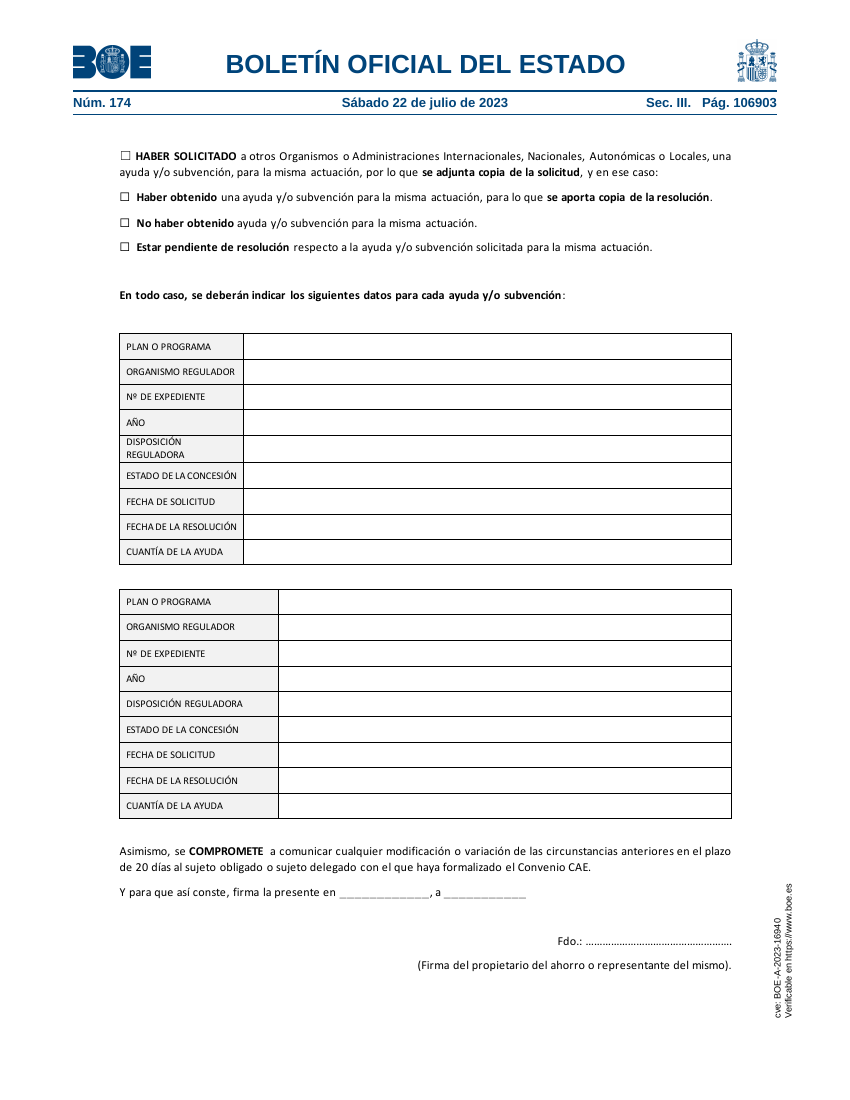 BOE
BOLETÍN OFICIAL DEL ESTADO
Núm. 174 Sábado 22 de julio de 2023 Sec. III. Pág. 106903
☐ HABER SOLICITADO a otros Organismos o Administraciones Internacionales, Nacionales, Autonómicas o Locales, una
ayuda y/o subvención, para la misma actuación, por lo que se adjunta copia de la solicitud, y en ese caso:
☐ Haber obtenido una ayuda y/o subvención para la misma actuación, para lo que se aporta copia de la resolución.
☐ No haber obtenido ayuda y/o subvención para la misma actuación.
☐ Estar pendiente de resolución respecto a la ayuda y/o subvención solicitada para la misma actuación.
En todo caso, se deberán indicar los siguientes datos para cada ayuda y/o subvención:
PLAN O PROGRAMA
ORGANISMO REGULADOR
Nº DE EXPEDIENTE
AÑO
DISPOSICIÓN
REGULADORA
ESTADO DE LA CONCESIÓN
FECHA DE SOLICITUD
FECHA DE LA RESOLUCIÓN
CUANTÍA DE LA AYUDA
PLAN O PROGRAMA
ORGANISMO REGULADOR
Nº DE EXPEDIENTE
AÑO
DISPOSICIÓN REGULADORA
ESTADO DE LA CONCESIÓN
FECHA DE SOLICITUD
FECHA DE LA RESOLUCIÓN
CUANTÍA DE LA AYUDA
Asimismo, se COMPROMETE a comunicar cualquier modificación o variación de las circunstancias anteriores en el plazo
de 20 días al sujeto obligado o sujeto delegado con el que haya formalizado el Convenio CAE.
Y para que así conste, firma la presente en ____________, a ___________
Fdo.: …………………………………………….
(Firma del propietario del ahorro o representante del mismo).
cve: BOE-A-2023-16940
Verificable en https://www.boe.es